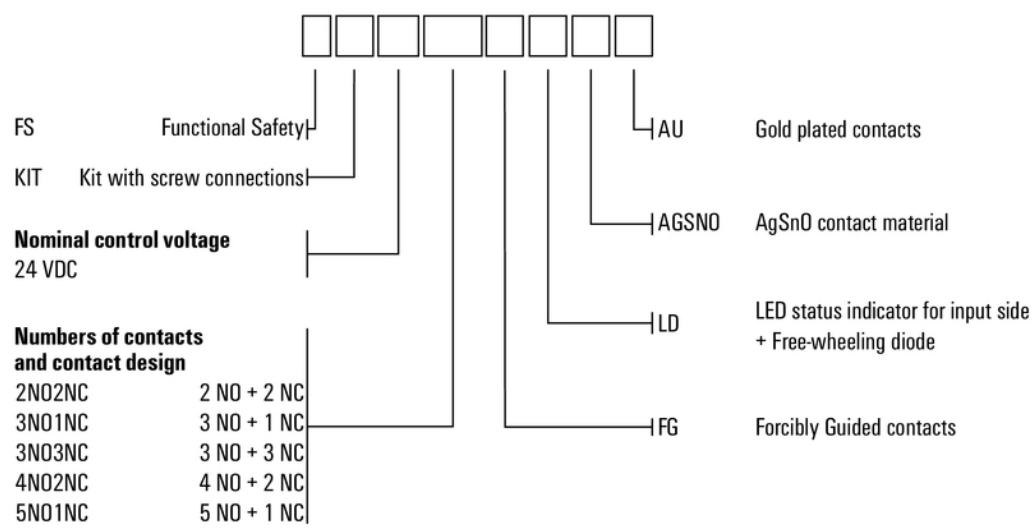 FS Functional Safety
KIT Kit with screw connections
Nominal control voltage
24 VDC
Numbers of contacts
and contact design
2NO2NC 2 NO + 2 NC
3NO1NC 3 NO + 1 NC
3NO3NC 3 NO + 3 NC
4NO2NC 4 NO + 2 NC
5NO1NC 5 NO + 1 NC
AU Gold plated contacts
AGSNO AgSnO contact material
LD LED status indicator for input side
+ Free-wheeling diode
FG Forcibly Guided contacts